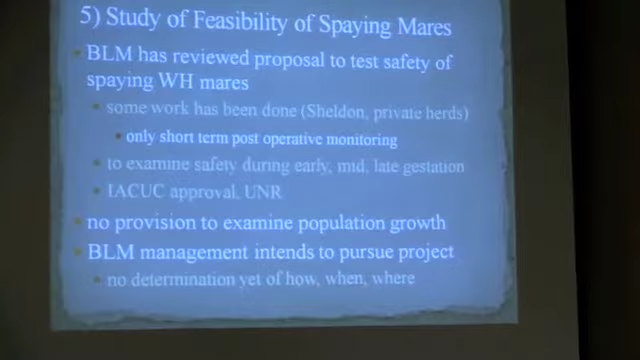 5) Study of Feasibility of Spaying Mares
BLM has reviewed proposal to test safety of
spaying WH mares
some work has been done (Sheldon, private herds)
only short term post operative monitoring
to examine safety during early, mid, late gestation
IACUC approval, UNR
no provision to examine population growth
BLM management intends to pursue project
no determination yet of how, when, where